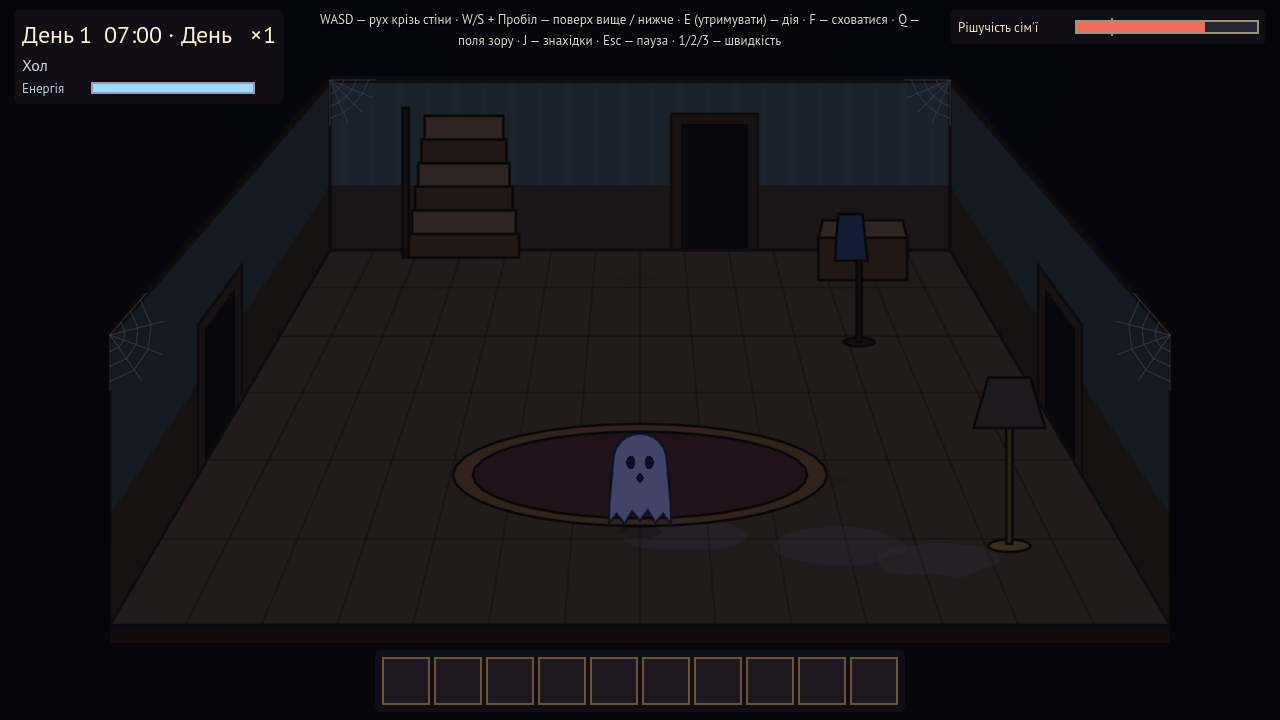 День 1 07:00 · День ×1
Хол
Енергія
WASD — рух крізь стіни · W/S + Пробіл — поверх вище / нижче · E (утримувати) — дія · F — сховатися · Q —
поля зору · J — знахідки · Esc — пауза · 1/2/3 — швидкість
Рішучість сім'ї